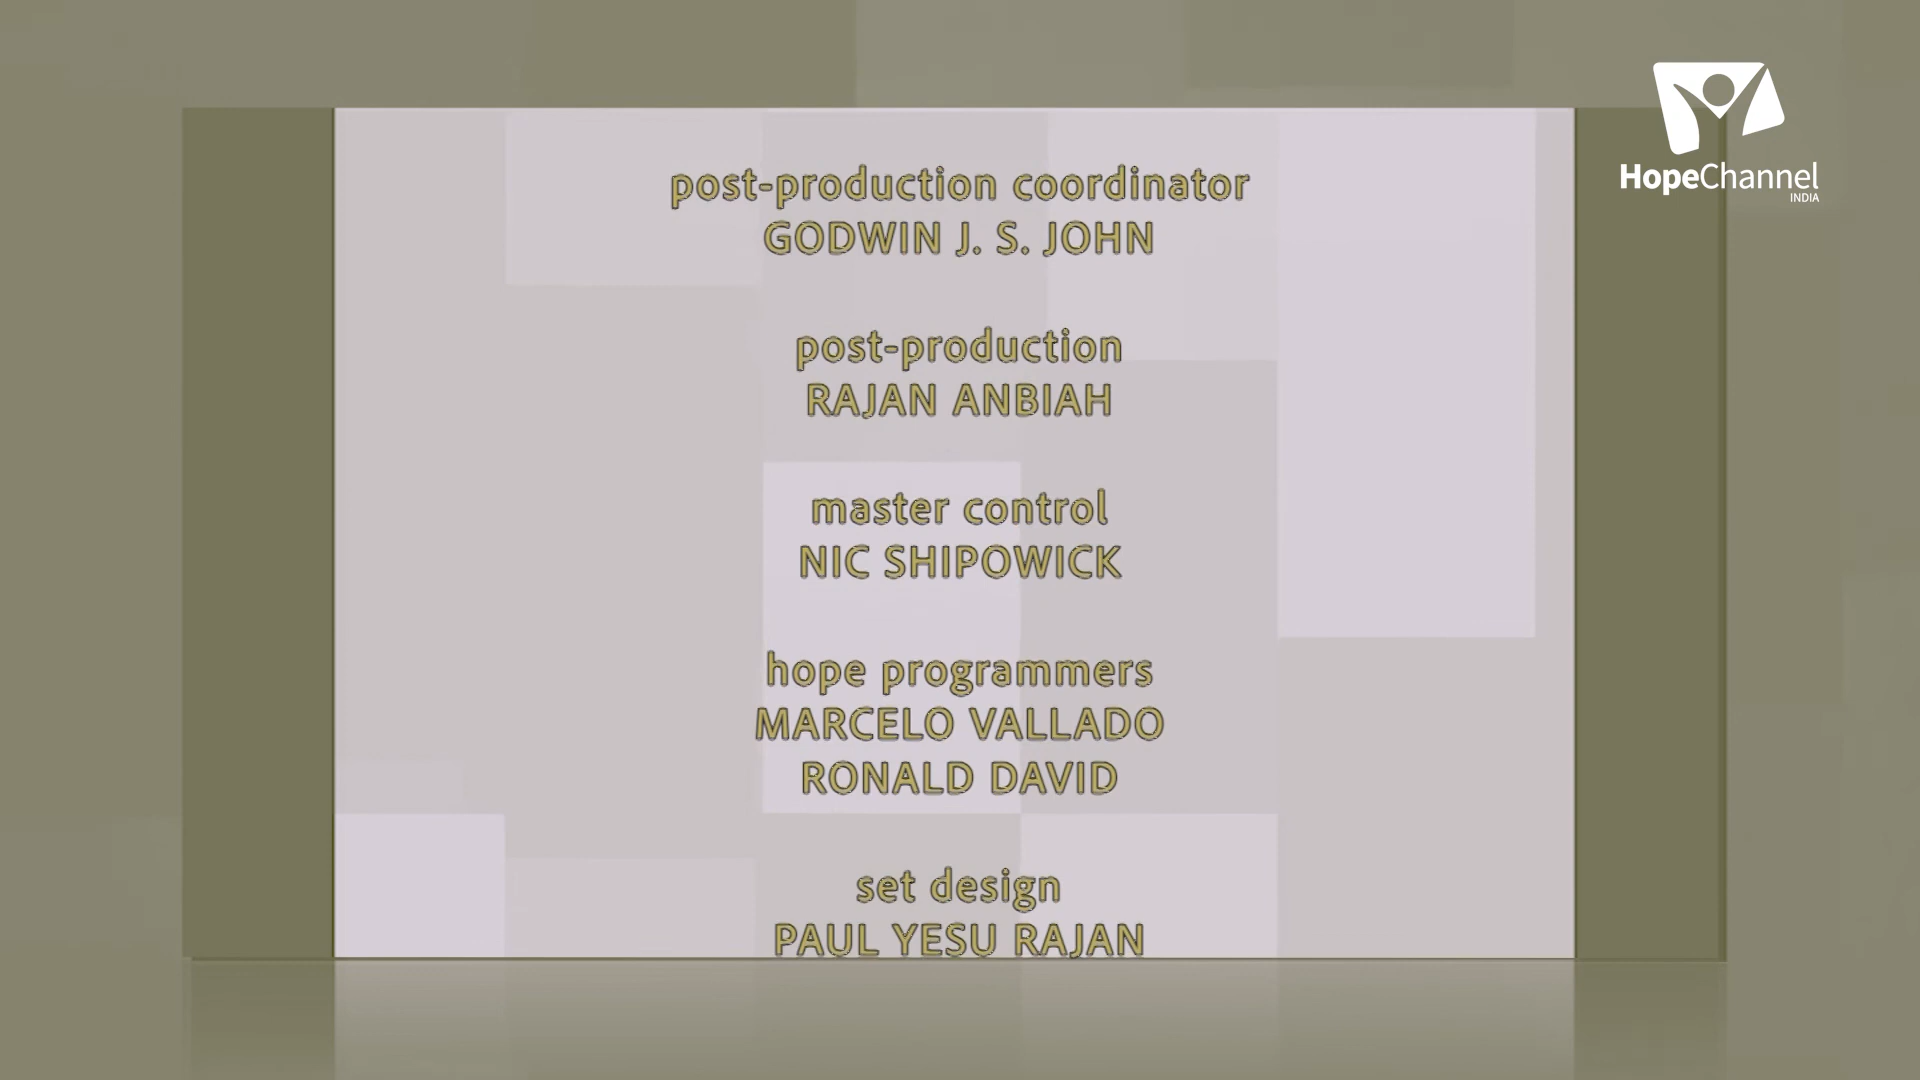 HopeChannel
INDIA
post-production coordinator
GODWIN J. S. JOHN
post-production
RAJAN ANBIAH
master control
NIC SHIPOWICK
hope programmers
MARCELO VALLADO
RONALD DAVID
set design
PAUL YESU RAJAN